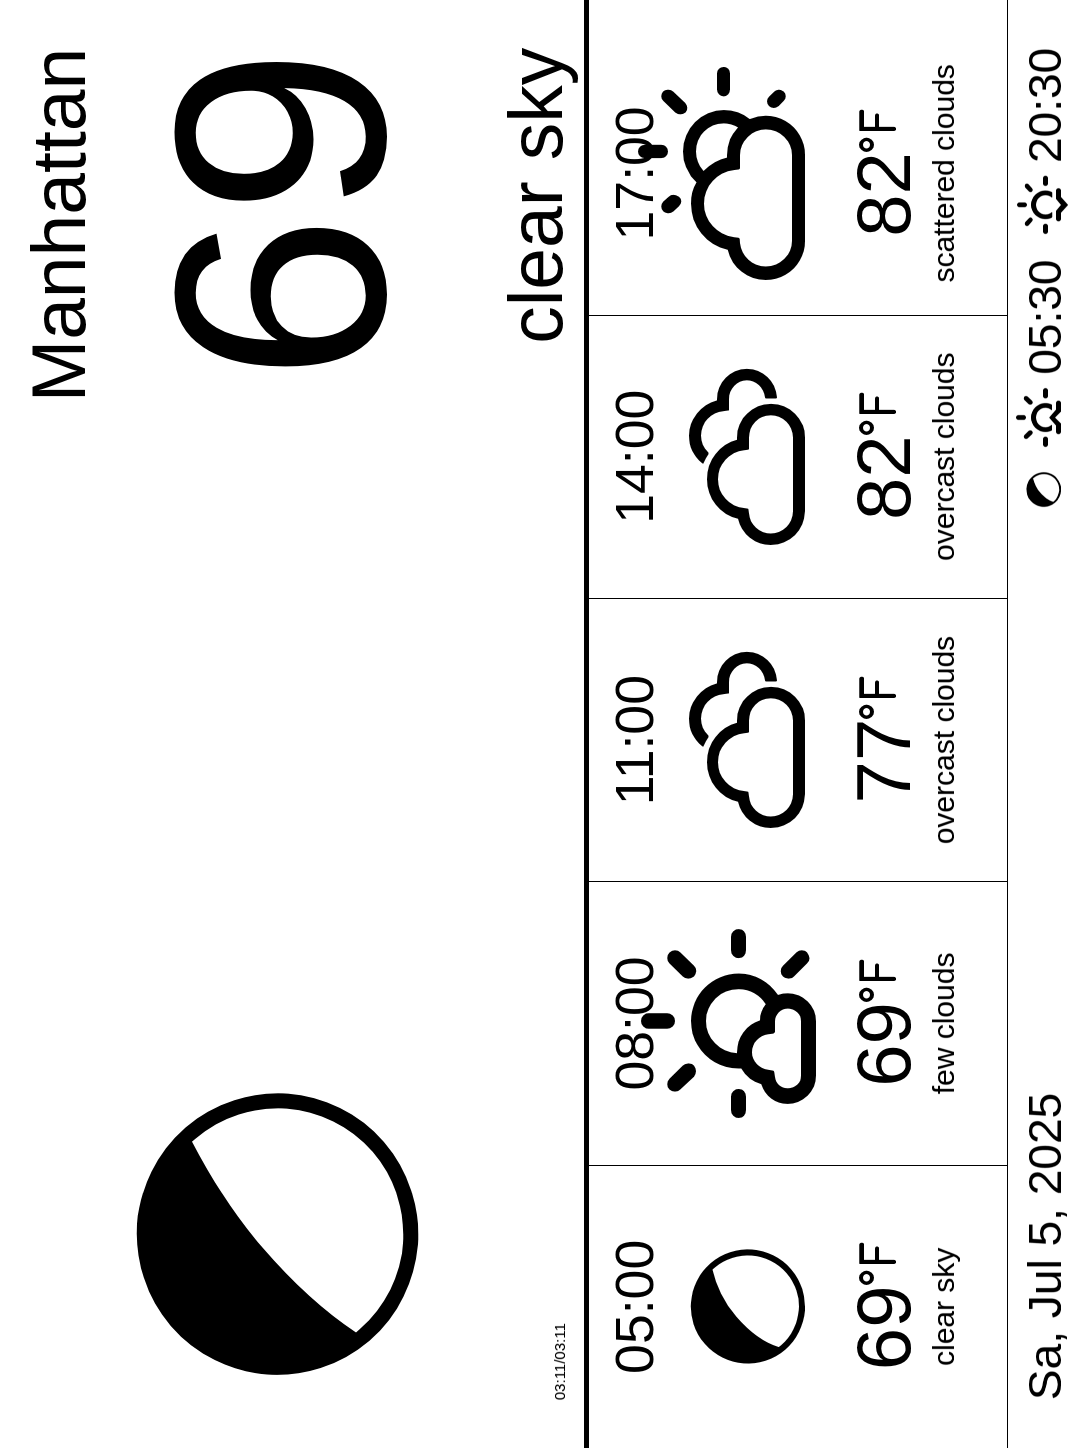 Manhattan
69
clear sky
03:11/03:11
05:00 08:00 11:00 14:00 17:00
69°F 69°F 77°F 82°F 82°F
clear sky few clouds overcast clouds overcast clouds scattered clouds
Sa, Jul 5, 2025 05:30 20:30